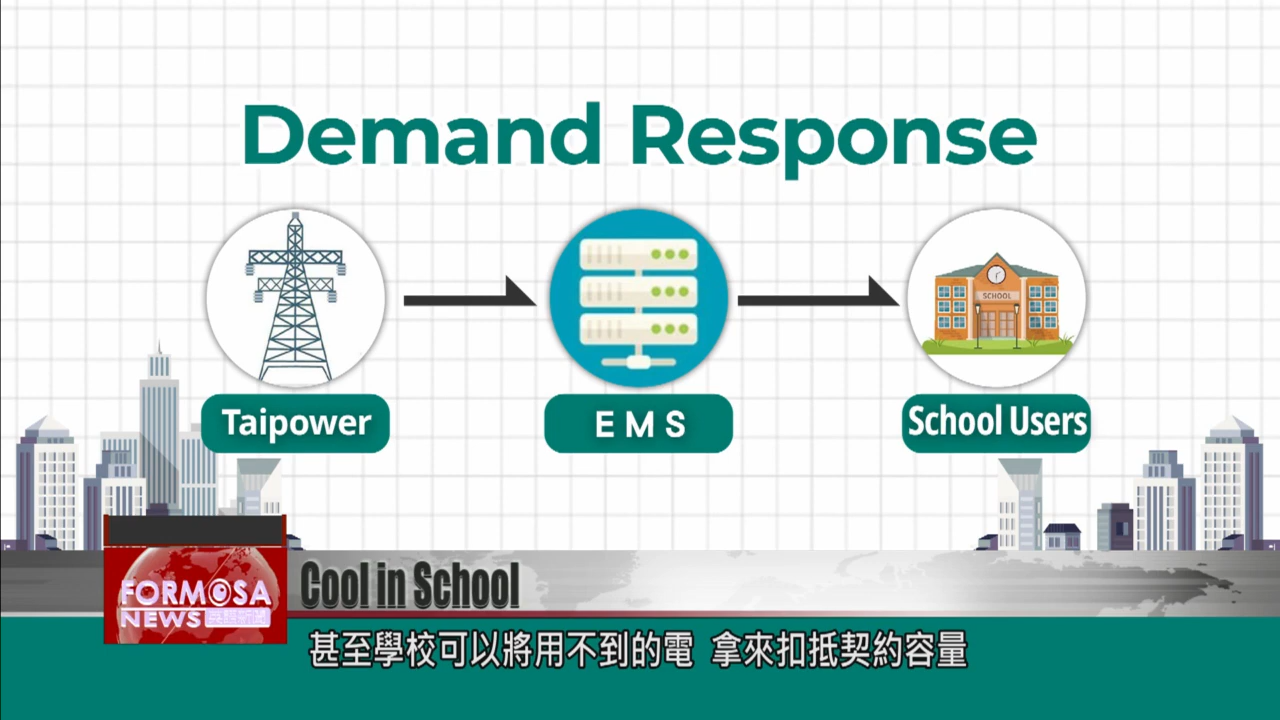 Demand Response
SCHOOL
Taipower
EMS
School Users
Cool in School
FORMOSA
NEWS
甚至學校可以將用不到的電 拿來扣抵契約容量